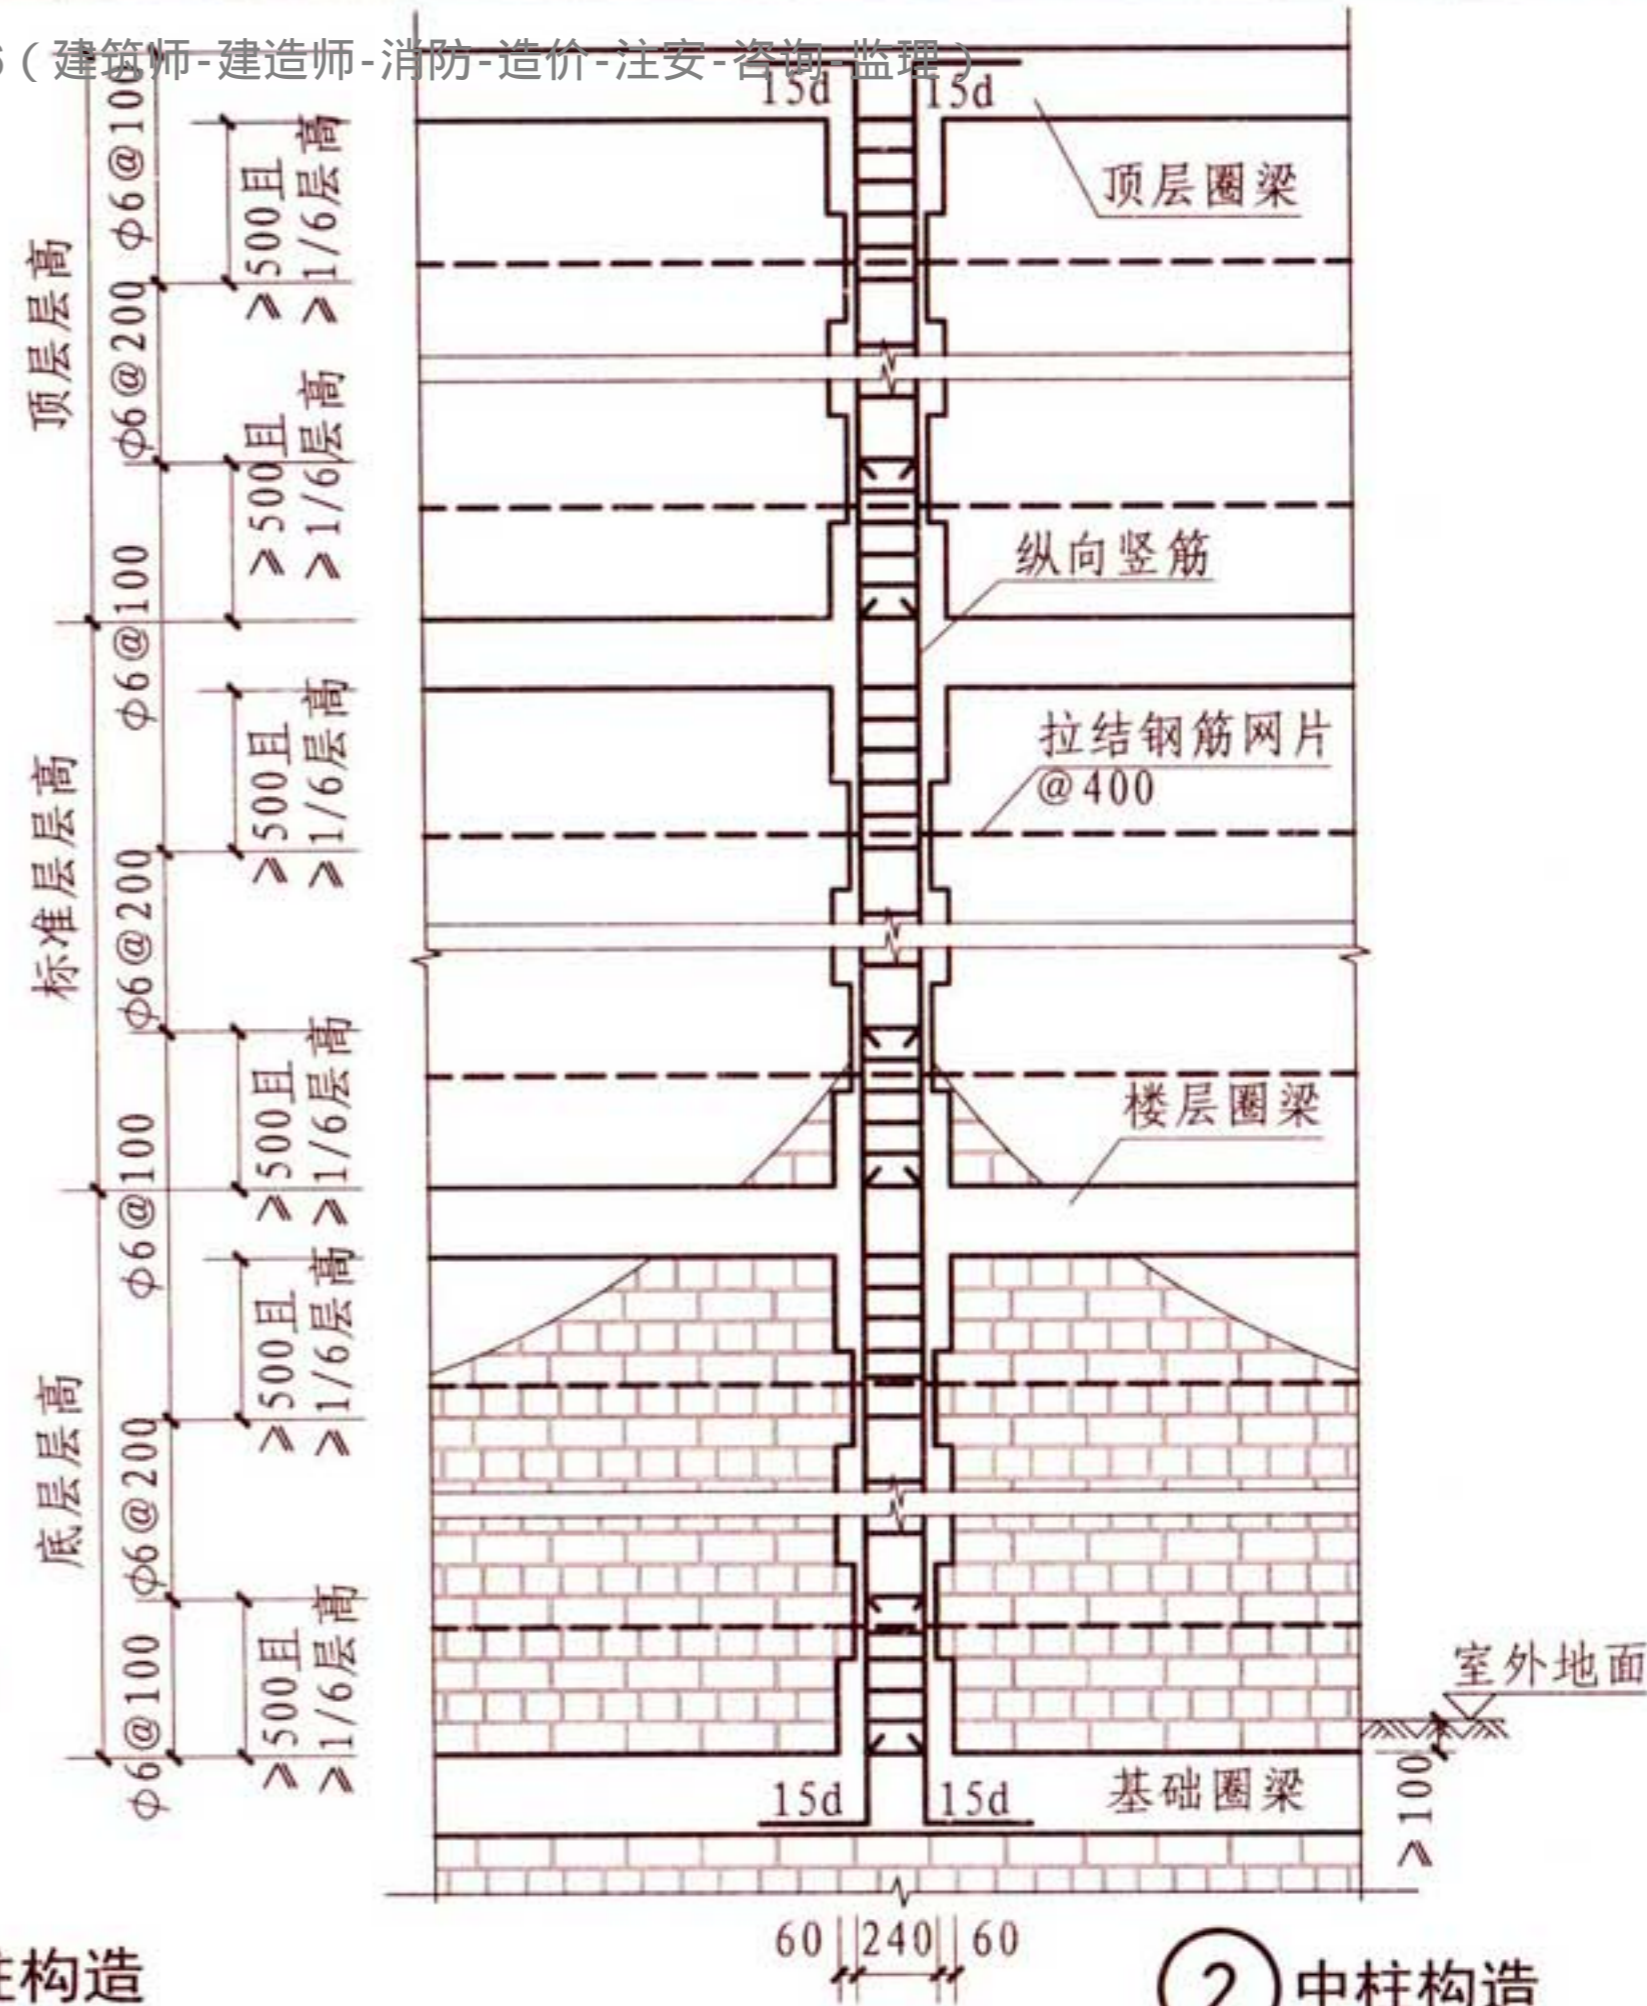 6（建筑师-建造师-消防-造价-注安-咨询-监理）
15d 15d
顶层圈梁
纵向竖筋
拉结钢筋网片
@400
楼层圈梁
室外地面
基础圈梁
15d 15d
≥100
60 240 60
柱构造
2 中柱构造
顶层层高
标准层层高
底层层高
ϕ6@100
ϕ6@200
ϕ6@100
ϕ6@200
ϕ6@100
ϕ6@200
ϕ6@100
≥500且
≥1/6层高
≥500且
≥1/6层高
≥500且
≥1/6层高
≥500且
≥1/6层高
≥500且
≥1/6层高
≥500且
≥1/6层高